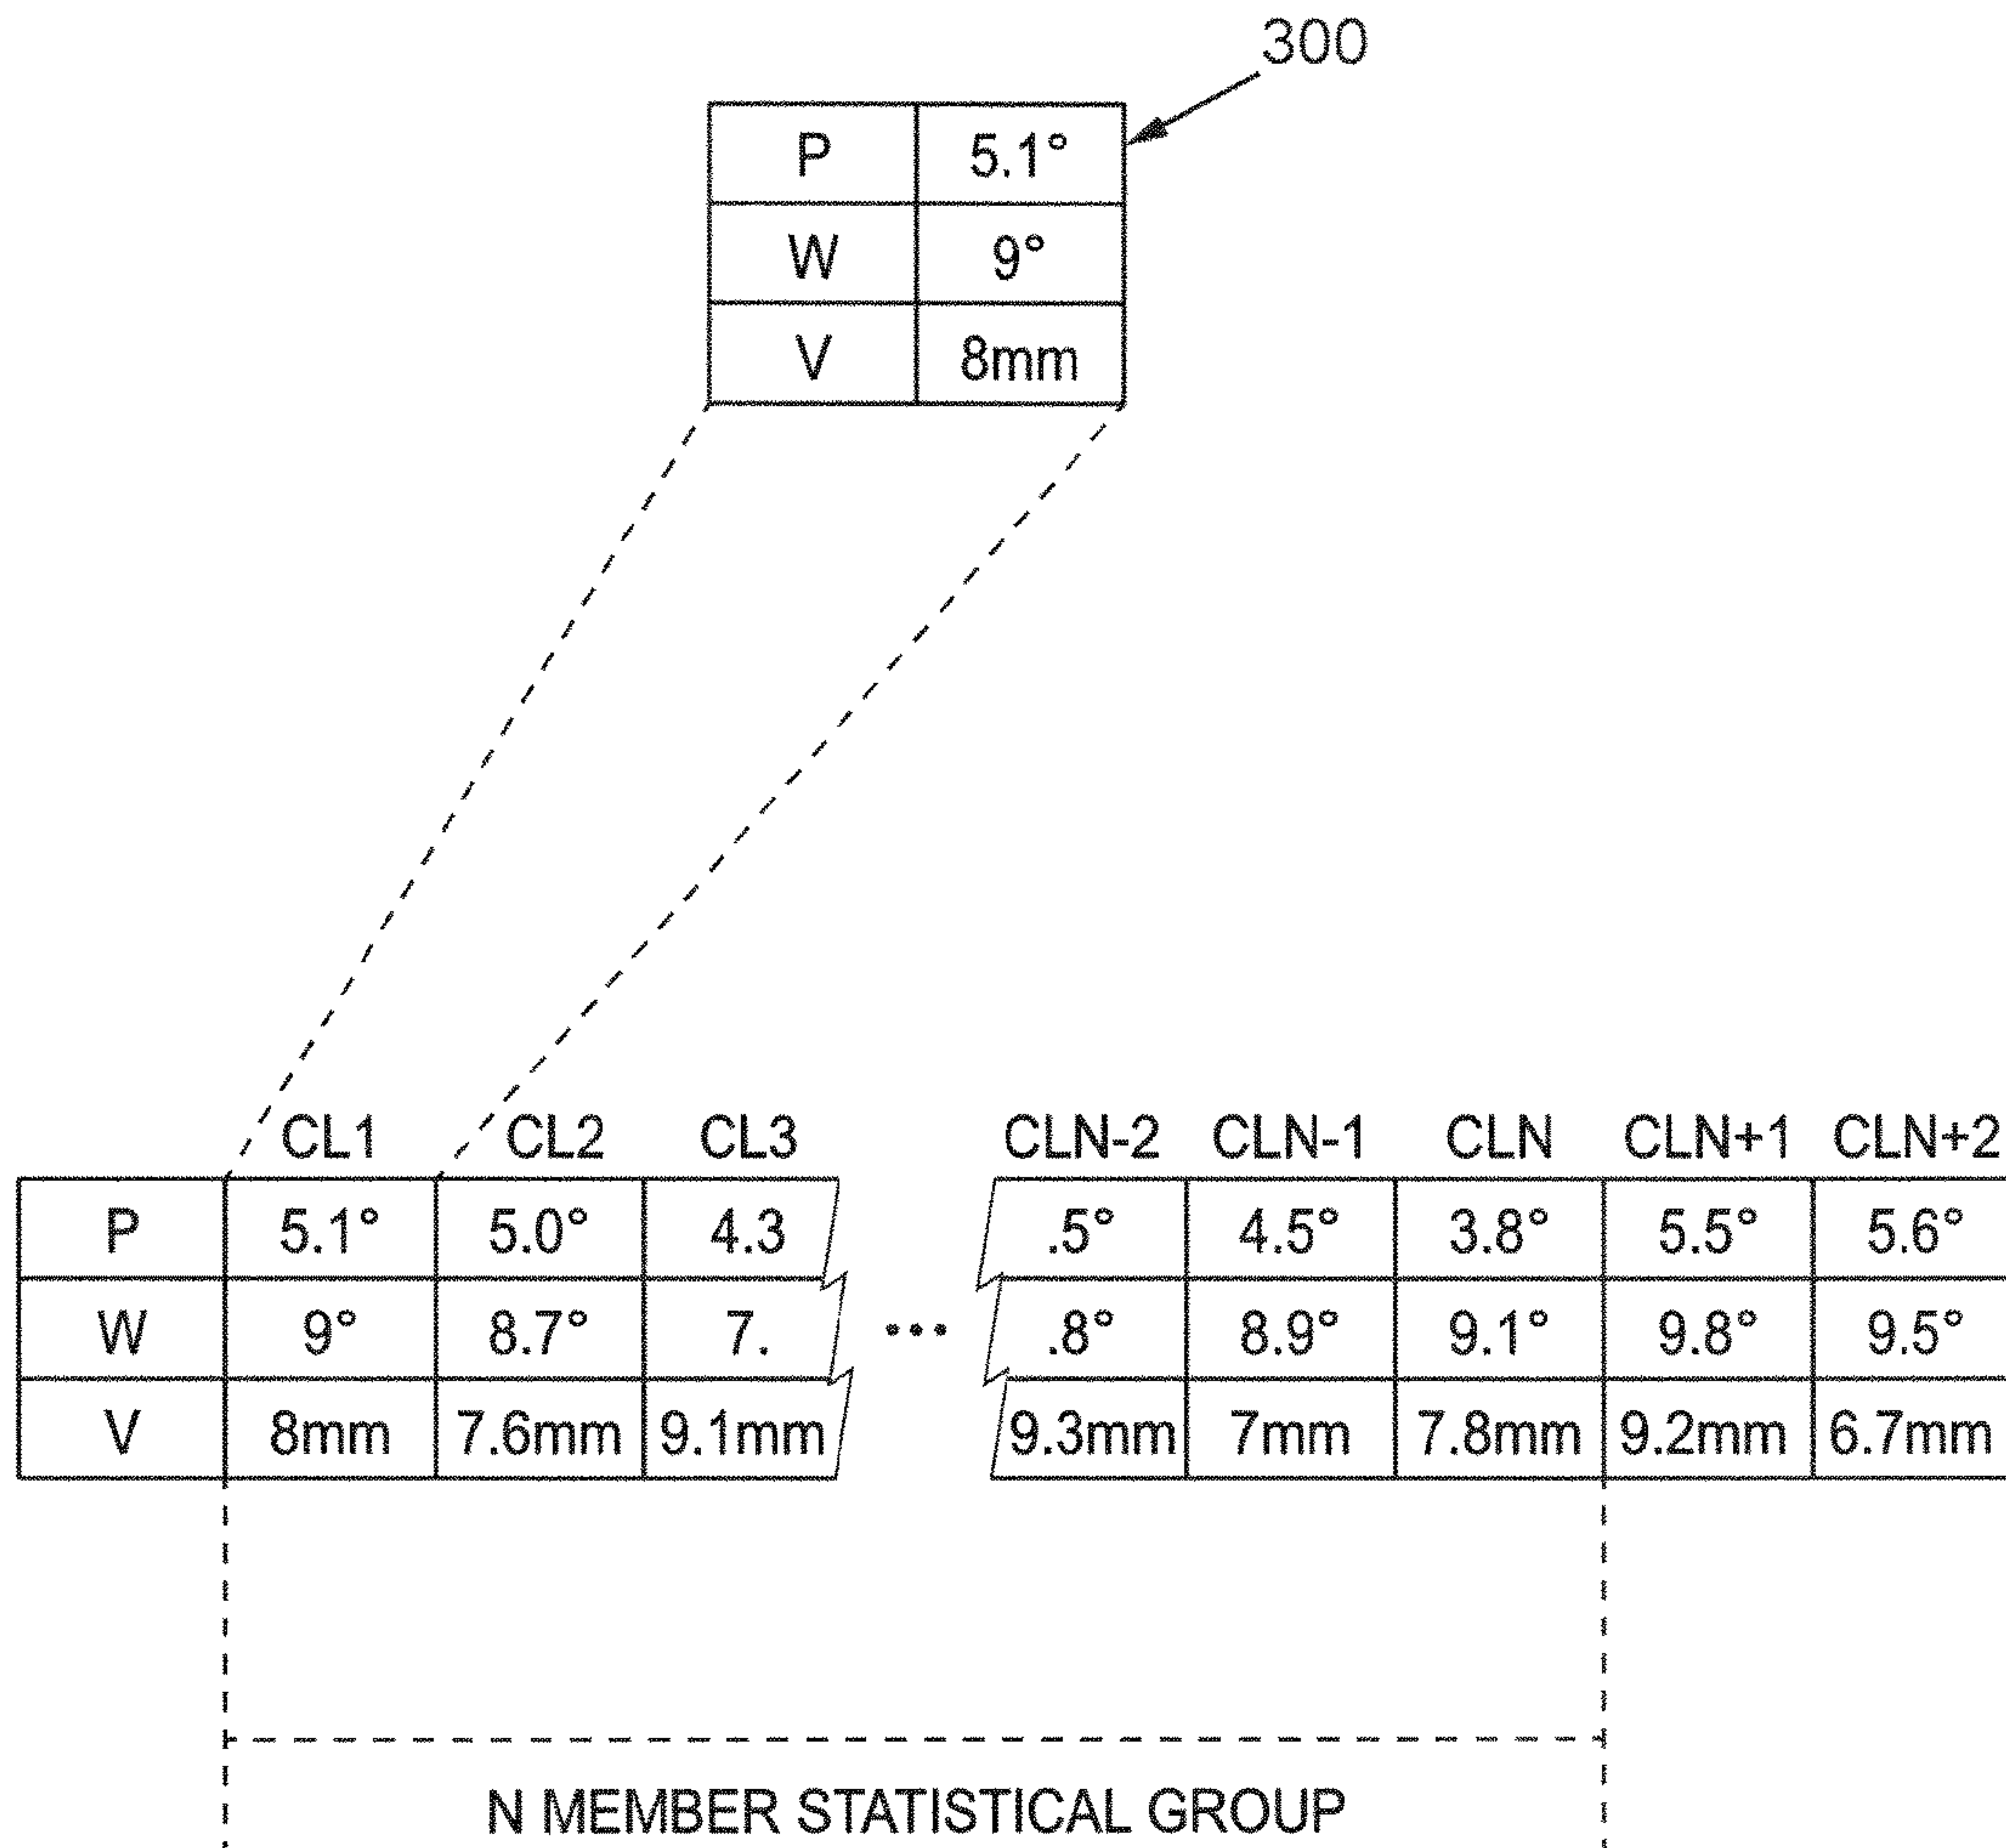 300
P 5.1°
W 9°
V 8mm
CL1 CL2 CL3 CLN-2 CLN-1 CLN CLN+1 CLN+2
P 5.1° 5.0° 4.3 .5° 4.5° 3.8° 5.5° 5.6°
W 9° 8.7° 7. ••• .8° 8.9° 9.1° 9.8° 9.5°
V 8mm 7.6mm 9.1mm 9.3mm 7mm 7.8mm 9.2mm 6.7mm
N MEMBER STATISTICAL GROUP